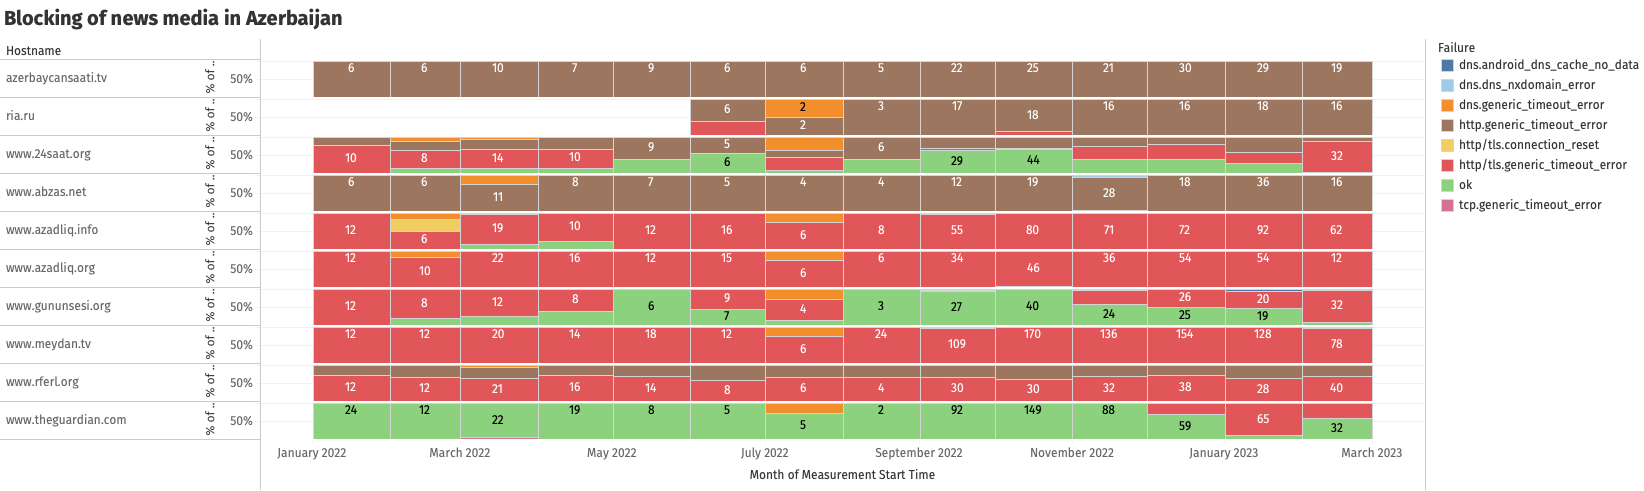 Blocking of news media in Azerbaijan
Hostname
azerbaycansaati.tv % of .. 50% 6 6 10 7 9 6 6 5 22 25 21 30 29 19
ria.ru % of .. 50% 6 2 2 3 17 18 16 16 18 16
www.24saat.org % of .. 50% 10 8 14 10 9 5 6 6 29 44 32
www.abzas.net % of .. 50% 6 6 11 8 7 5 4 4 12 19 28 18 36 16
www.azadliq.info % of .. 50% 12 6 19 10 12 16 6 8 55 80 71 72 92 62
www.azadliq.org % of .. 50% 12 10 22 16 12 15 6 6 34 46 36 54 54 12
www.gununsesi.org % of .. 50% 12 8 12 8 6 9 7 4 3 27 40 24 26 25 20 19 32
www.meydan.tv % of .. 50% 12 12 20 14 18 12 6 24 109 170 136 154 128 78
www.rferl.org % of .. 50% 12 12 21 16 14 8 6 4 30 30 32 38 28 40
www.theguardian.com % of .. 50% 24 12 22 19 8 5 5 2 92 149 88 59 65 32
January 2022 March 2022 May 2022 July 2022 September 2022 November 2022 January 2023 March 2023
Month of Measurement Start Time
Failure
dns.android_dns_cache_no_data
dns.dns_nxdomain_error
dns.generic_timeout_error
http.generic_timeout_error
http/tls.connection_reset
http/tls.generic_timeout_error
ok
tcp.generic_timeout_error